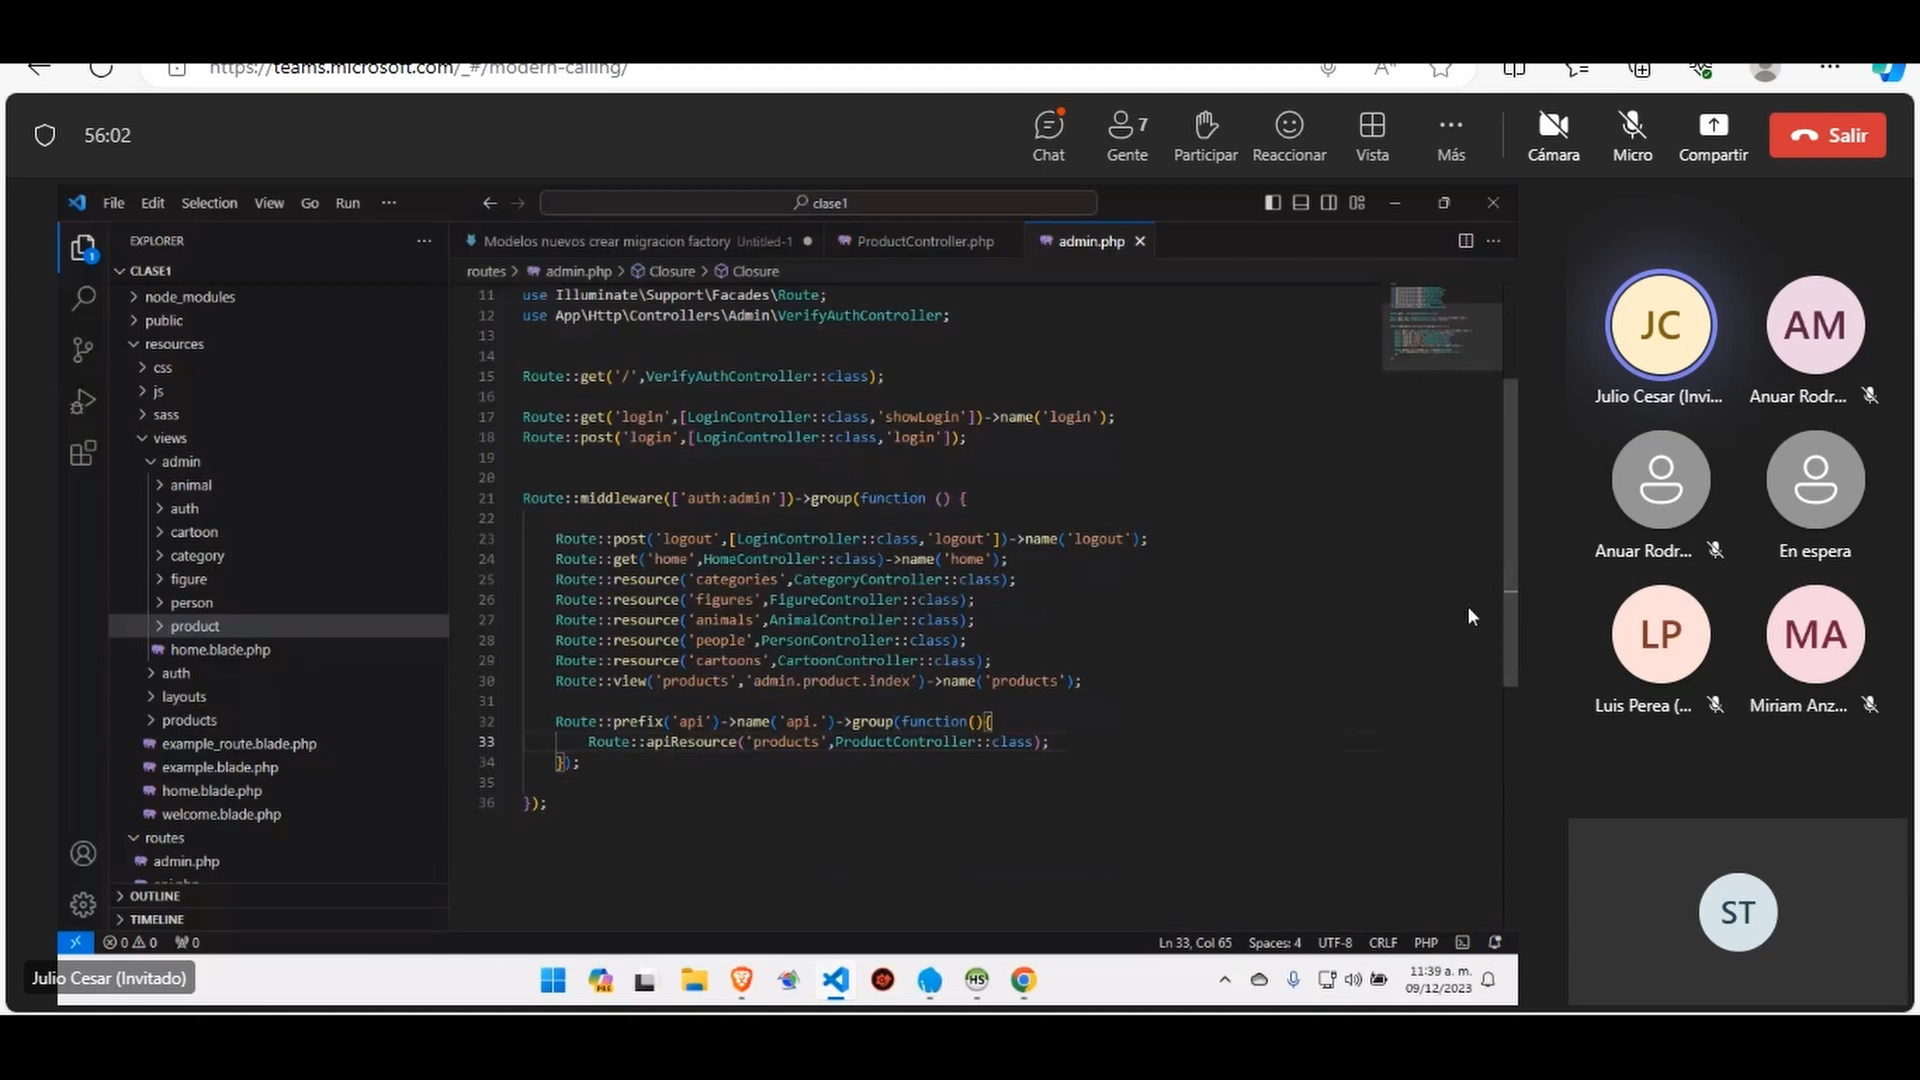 https://teams.microsoft.com/_#/modern-calling/
56:02
Chat
Gente
7
Participar
Reaccionar
Vista
Más
Cámara
Micro
Compartir
Salir
File Edit Selection View Go Run ...
clase1
EXPLORER
CLASE1
node_modules
public
resources
css
js
sass
views
admin
animal
auth
cartoon
category
figure
person
product
home.blade.php
auth
layouts
products
example_route.blade.php
example.blade.php
home.blade.php
welcome.blade.php
routes
admin.php
OUTLINE
TIMELINE
Modelos nuevos crear migracion factory Untitled-1
ProductController.php
admin.php
routes > admin.php > Closure > Closure
11 use Illuminate\Support\Facades\Route;
12 use App\Http\Controllers\Admin\VerifyAuthController;
13
14
15 Route::get('/',VerifyAuthController::class);
16
17 Route::get('login',[LoginController::class,'showLogin'])->name('login');
18 Route::post('login',[LoginController::class,'login']);
19
20
21 Route::middleware(['auth:admin'])->group(function () {
22
23 Route::post('logout',[LoginController::class,'logout'])->name('logout');
24 Route::get('home',HomeController::class)->name('home');
25 Route::resource('categories',CategoryController::class);
26 Route::resource('figures',FigureController::class);
27 Route::resource('animals',AnimalController::class);
28 Route::resource('people',PersonController::class);
29 Route::resource('cartoons',CartoonController::class);
30 Route::view('products','admin.product.index')->name('products');
31
32 Route::prefix('api')->name('api.')->group(function(){
33 Route::apiResource('products',ProductController::class);
34 });
35
36 });
0 0 0
Ln 33, Col 65 Spaces: 4 UTF-8 CRLF PHP
11:39 a. m.
09/12/2023
Julio Cesar (Invitado)
JC
Julio Cesar (Invi...
AM
Anuar Rodr...
Anuar Rodr...
En espera
LP
Luis Perea (...
MA
Miriam Anz...
ST